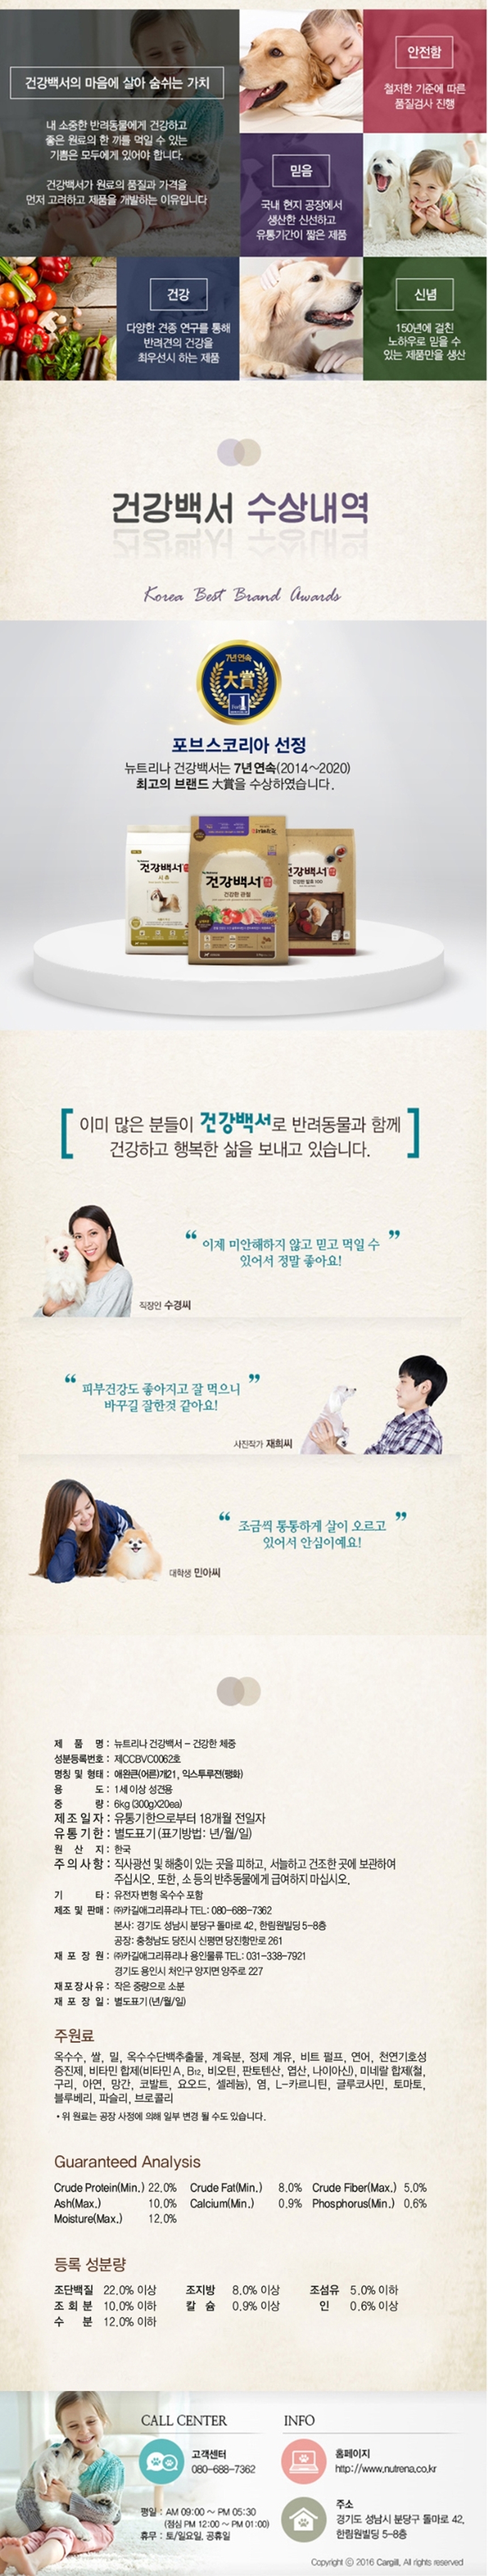 건강백서의 마음에 살아 숨쉬는 가치
내 소중한 반려동물에게 건강하고
좋은 원료의 한 끼를 먹일 수 있는
기쁨은 모두에게 있어야 합니다.
건강백서가 원료의 품질과 가격을
먼저 고려하고 제품을 개발하는 이유입니다
안전함
철저한 기준에 따른
품질검사 진행
믿음
국내 현지 공장에서
생산한 신선하고
유통기간이 짧은 제품
건강
다양한 견종 연구를 통해
반려견의 건강을
최우선시 하는 제품
신념
150년에 걸친
노하우로 믿을 수
있는 제품만을 생산
건강백서 수상내역
Korea Best Brand Awards
7년연속
大賞
1
포브스코리아 선정
뉴트리나 건강백서는 7년연속(2014~2020)
최고의 브랜드 大賞을 수상하였습니다.
건강백서
건강백서
건강한 관절
건강백서
이미 많은 분들이 건강백서로 반려동물과 함께
건강하고 행복한 삶을 보내고 있습니다.
“ 이제 미안해하지 않고 믿고 먹일 수 ”
있어서 정말 좋아요!
직장인 수경씨
“ 피부건강도 좋아지고 잘 먹으니 ”
바꾸길 잘한것 같아요!
사진작가 재희씨
“ 조금씩 통통하게 살이 오르고 ”
있어서 안심이예요!
대학생 민아씨
제 품 명 : 뉴트리나 건강백서 - 건강한 체중
성분등록번호 : 제CCBVC0062호
명칭 및 형태 : 애완큰(어른)개21, 익스트루전(팽화)
용 도 : 1세 이상 성견용
중 량 : 6kg (300gX20ea)
제조일자 : 유통기한으로부터 18개월 전일자
유통기한 : 별도표기 (표기방법: 년/월/일)
원 산 지 : 한국
주의사항 : 직사광선 및 해충이 있는 곳을 피하고, 서늘하고 건조한 곳에 보관하여
주십시오. 또한, 소 등의 반추동물에게 급여하지 마십시오.
기 타 : 유전자 변형 옥수수 포함
제조 및 판매 : ㈜카길애그리퓨리나 TEL: 080-688-7362
본사: 경기도 성남시 분당구 돌마로 42, 한림원빌딩 5-8층
공장: 충청남도 당진시 신평면 당진항만로 261
재 포 장 원 : ㈜카길애그리퓨리나 용인물류 TEL: 031-338-7921
경기도 용인시 처인구 양지면 양주로 227
재포장사유 : 작은 중량으로 소분
재 포 장 일 : 별도표기 (년/월/일)
주원료
옥수수, 쌀, 밀, 옥수수단백추출물, 계육분, 정제 계유, 비트 펄프, 연어, 천연기호성
증진제, 비타민 합제(비타민 A, B₁₂, 비오틴, 판토텐산, 엽산, 나이아신), 미네랄 합제(철,
구리, 아연, 망간, 코발트, 요오드, 셀레늄), 염, L-카르니틴, 글루코사민, 토마토,
블루베리, 파슬리, 브로콜리
• 위 원료는 공장 사정에 의해 일부 변경 될 수도 있습니다.
Guaranteed Analysis
Crude Protein(Min.) 22.0% Crude Fat(Min.) 8.0% Crude Fiber(Max.) 5.0%
Ash(Max.) 10.0% Calcium(Min.) 0.9% Phosphorus(Min.) 0.6%
Moisture(Max.) 12.0%
등록 성분량
조단백질 22.0% 이상 조지방 8.0% 이상 조섬유 5.0% 이하
조 회 분 10.0% 이하 칼 슘 0.9% 이상 인 0.6% 이상
수 분 12.0% 이하
CALL CENTER
고객센터
080-688-7362
평일 : AM 09:00 ~ PM 05:30
(점심 PM 12:00 ~ PM 01:00)
휴무 : 토/일요일, 공휴일
INFO
홈페이지
http://www.nutrena.co.kr
주소
경기도 성남시 분당구 돌마로 42,
한림원빌딩 5-8층
Copyright ⓒ 2016 Cargill, All rights reserved